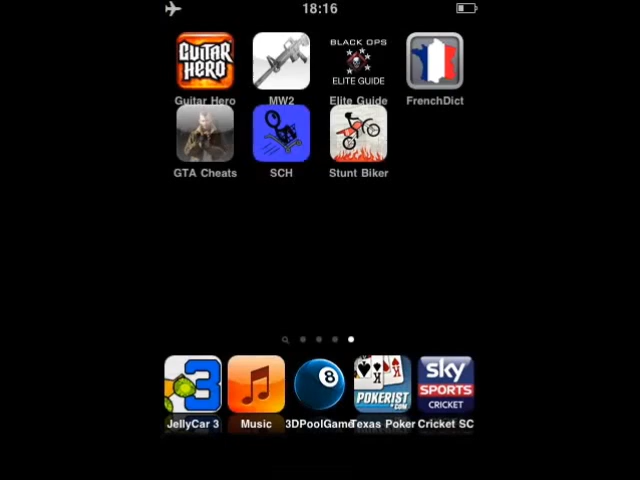 18:16
GUITAR
HERO
BLACK OPS
ELITE GUIDE
Guitar Hero
MW2
Elite Guide
FrenchDict
GTA Cheats
SCH
Stunt Biker
3
8
K K
POKERIST
.COM
sky
SPORTS
CRICKET
JellyCar 3
Music
3DPoolGame
Texas Poker
Cricket SC